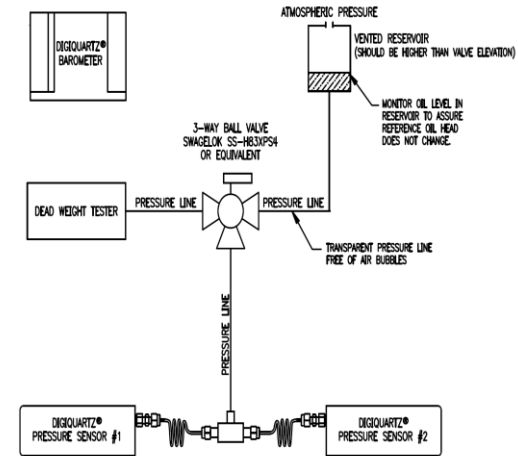 ATMOSPHERIC PRESSURE
DIGIQUARTZ®
BAROMETER
VENTED RESERVOIR
(SHOULD BE HIGHER THAN VALVE ELEVATION)
MONITOR OIL LEVEL IN
RESERVOIR TO ASSURE
REFERENCE OIL HEAD
DOES NOT CHANGE.
3-WAY BALL VALVE
SWAGELOK SS-H83XPS4
OR EQUIVALENT
DEAD WEIGHT TESTER
PRESSURE LINE
PRESSURE LINE
TRANSPARENT PRESSURE LINE
FREE OF AIR BUBBLES
PRESSURE LINE
DIGIQUARTZ®
PRESSURE SENSOR #1
DIGIQUARTZ®
PRESSURE SENSOR #2